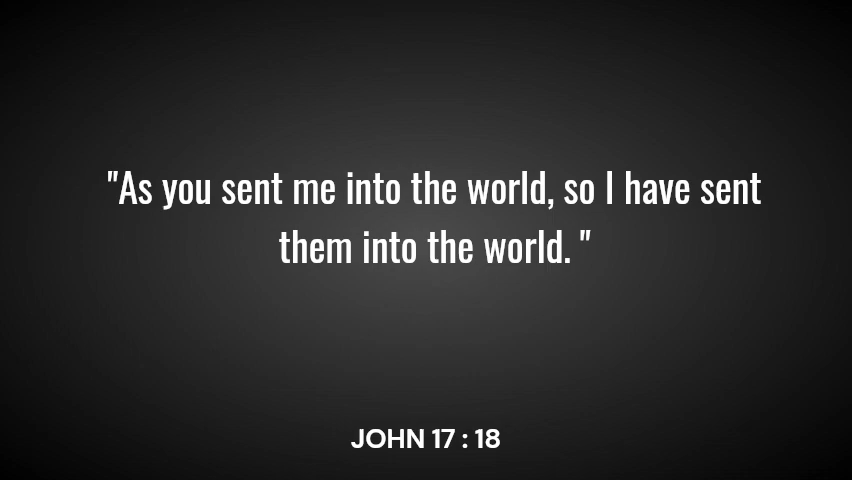 "As you sent me into the world, so I have sent
them into the world. "
JOHN 17 : 18